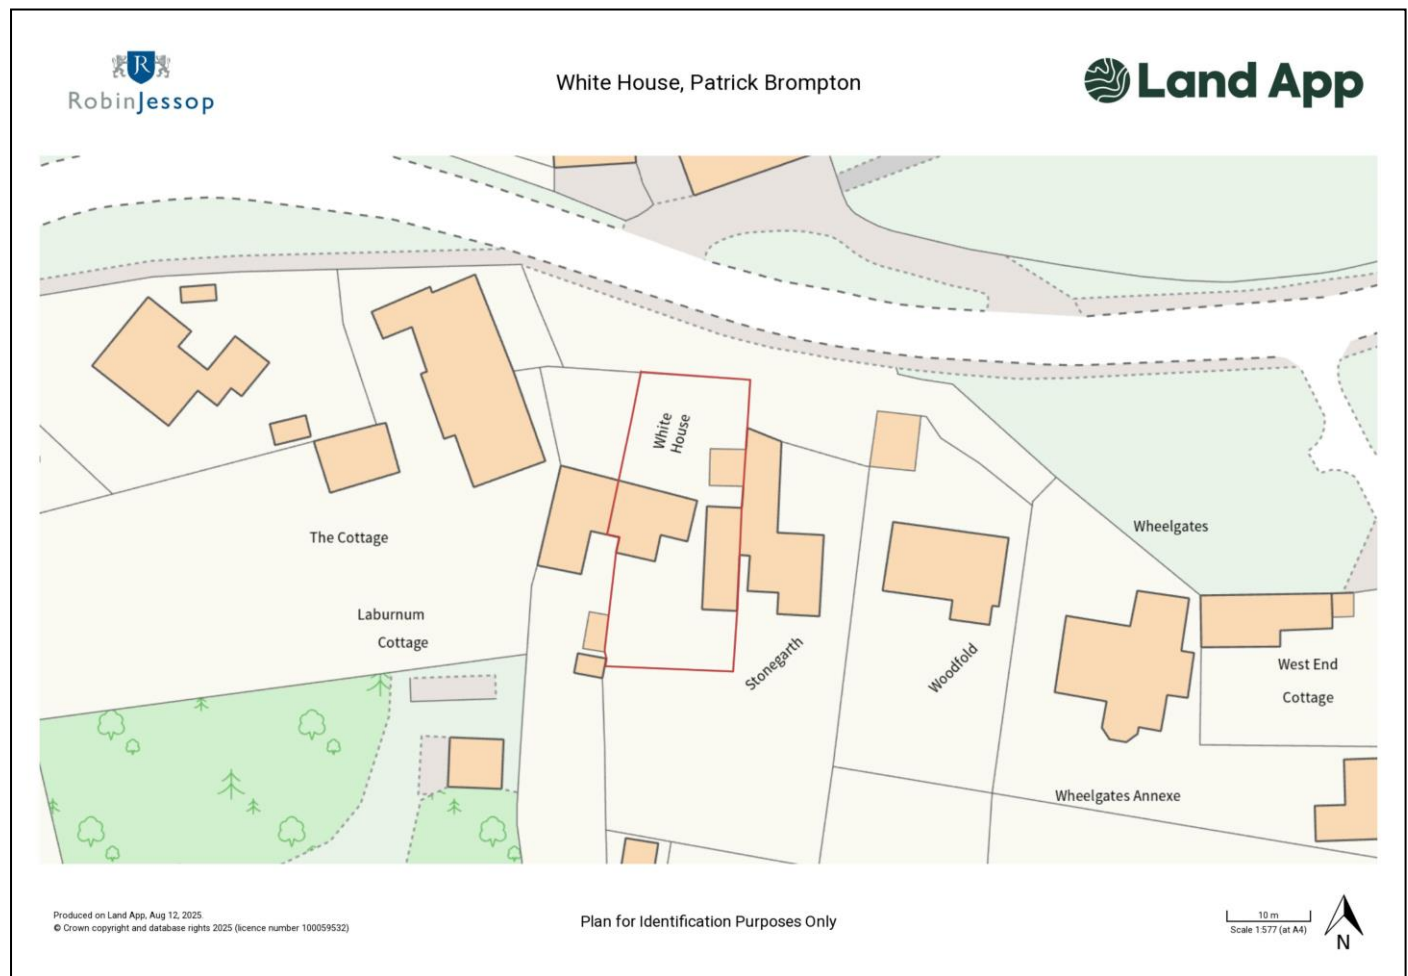 JR
RobinJessop
White House, Patrick Brompton
Land App
White
House
The Cottage
Laburnum
Cottage
Stonegarth
Woodfold
Wheelgates
West End
Cottage
Wheelgates Annexe
Produced on Land App, Aug 12, 2025.
© Crown copyright and database rights 2025 (licence number 100059532)
Plan for Identification Purposes Only
10 m
Scale 1:577 (at A4)
N